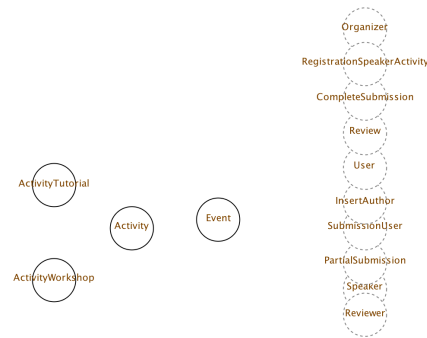 Organizer
RegistrationSpeakerActivity
CompleteSubmission
Review
User
ActivityTutorial
InsertAuthor
Event
Activity
SubmissionUser
PartialSubmission
ActivityWorkshop
Speaker
Reviewer